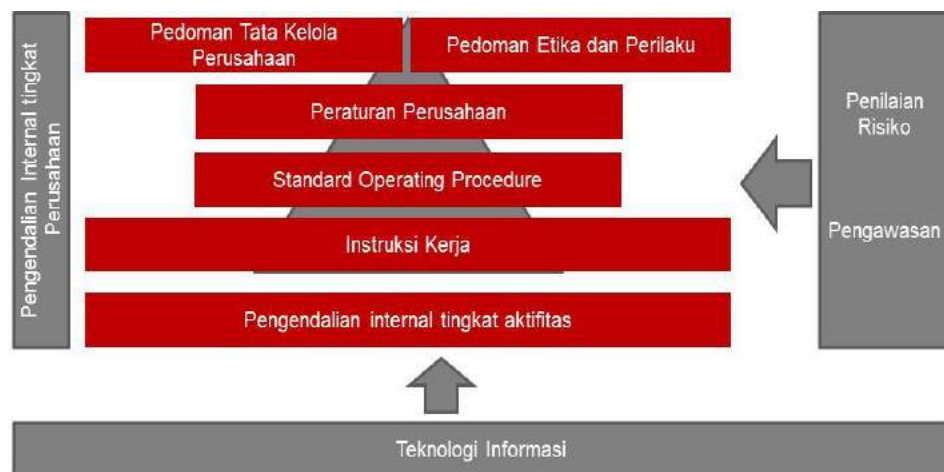 Pengendalian Internal tingkat
Perusahaan
Pedoman Tata Kelola
Perusahaan
Pedoman Etika dan Perilaku
Peraturan Perusahaan
Standard Operating Procedure
Instruksi Kerja
Pengendalian internal tingkat aktifitas
Penilaian
Risiko
Pengawasan
Teknologi Informasi